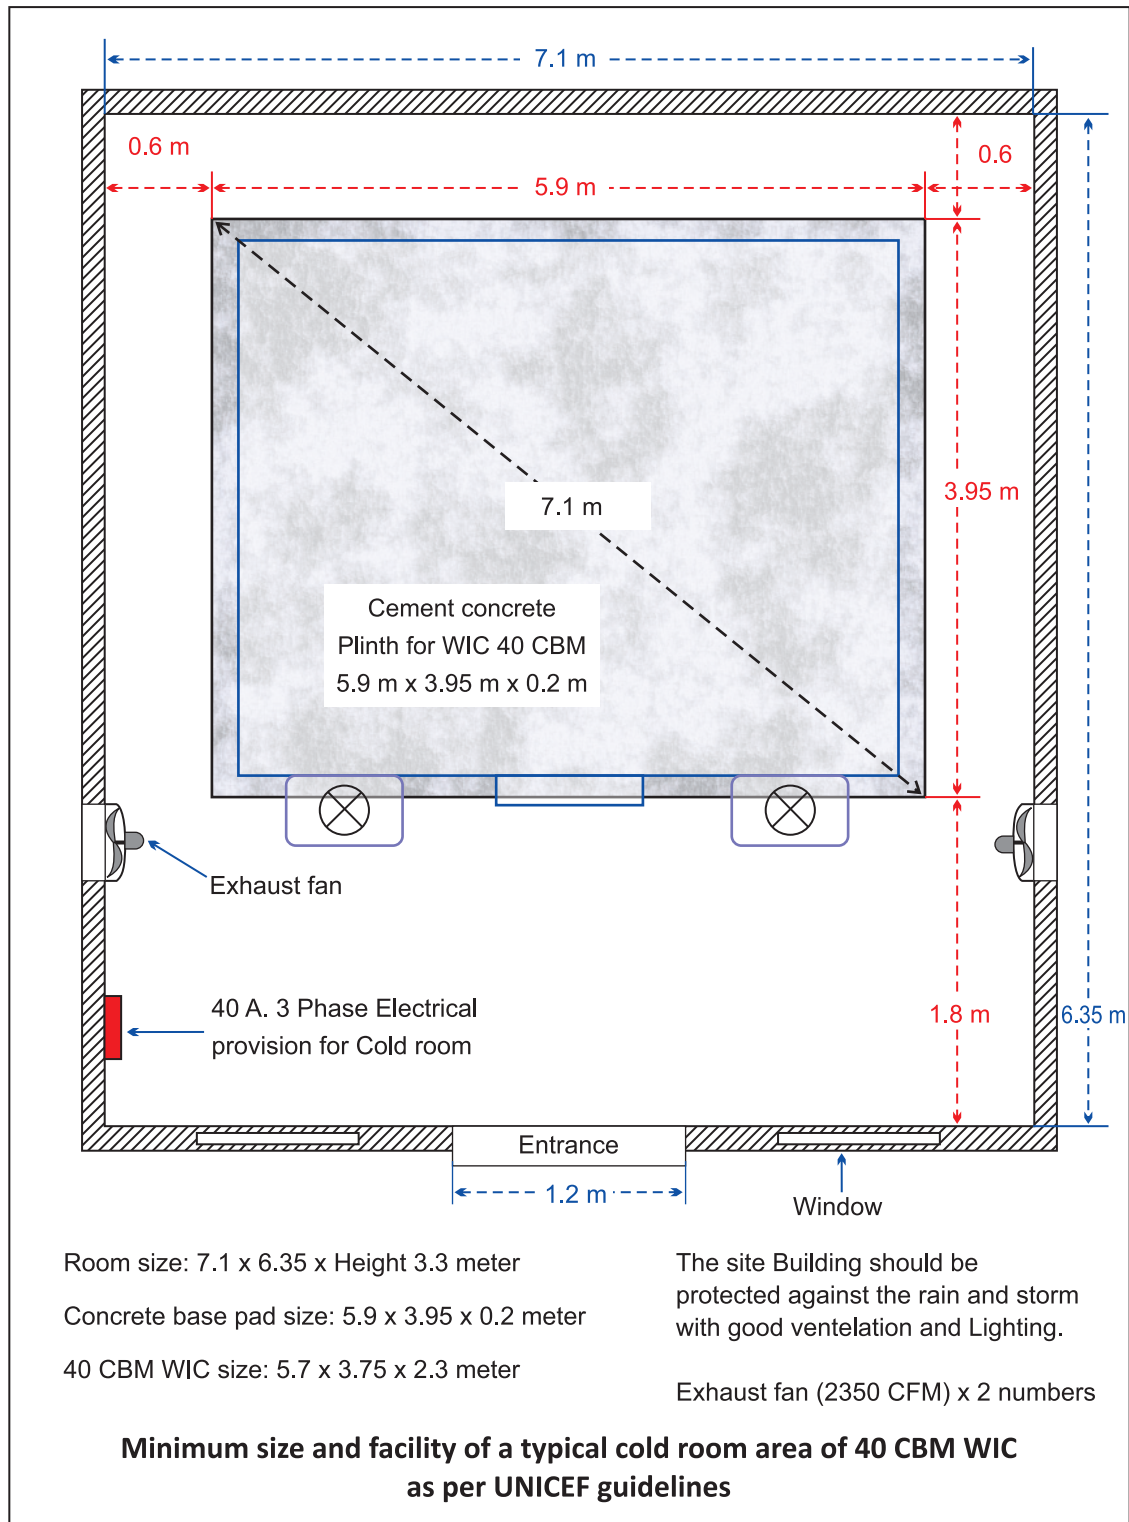 7.1 m
0.6 m
0.6
5.9 m
3.95 m
7.1 m
Cement concrete
Plinth for WIC 40 CBM
5.9 m x 3.95 m x 0.2 m
Exhaust fan
40 A. 3 Phase Electrical
provision for Cold room
1.8 m
6.35 m
Entrance
1.2 m
Window
Room size: 7.1 x 6.35 x Height 3.3 meter
Concrete base pad size: 5.9 x 3.95 x 0.2 meter
40 CBM WIC size: 5.7 x 3.75 x 2.3 meter
The site Building should be
protected against the rain and storm
with good ventelation and Lighting.
Exhaust fan (2350 CFM) x 2 numbers
Minimum size and facility of a typical cold room area of 40 CBM WIC
as per UNICEF guidelines